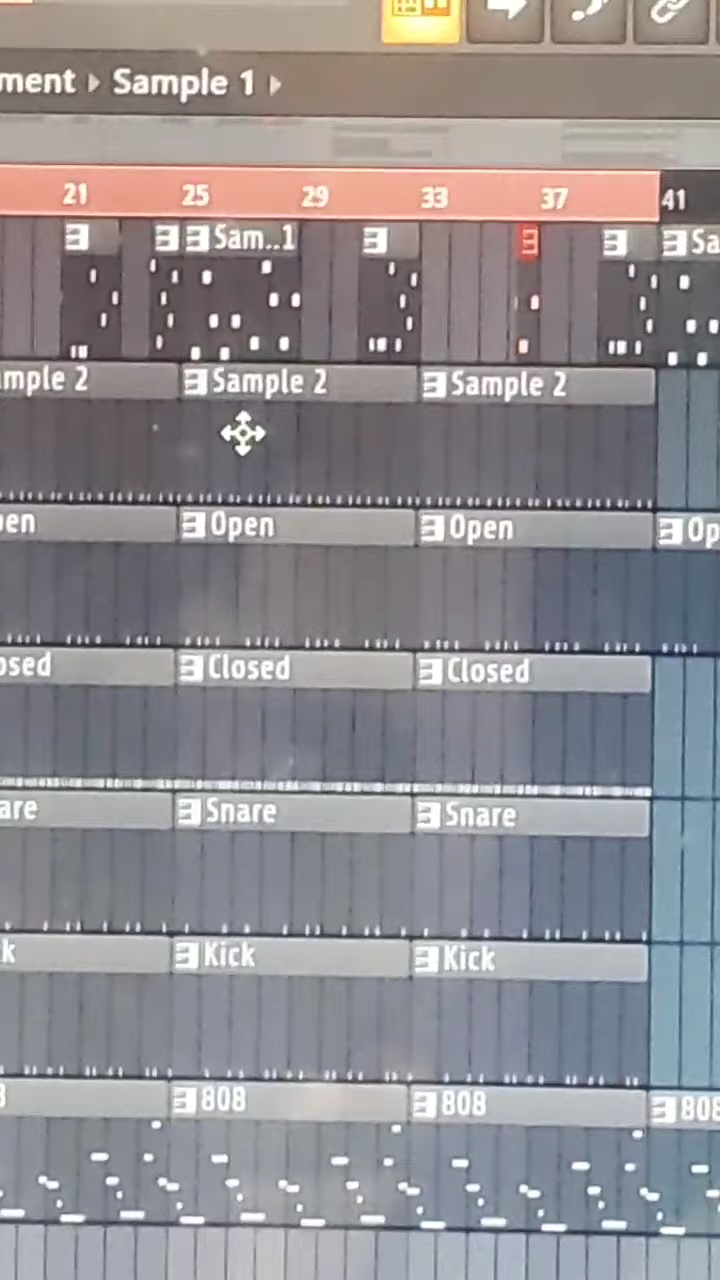 ment ▸ Sample 1 ▸
21 25 29 33 37 41
Sam..1 Sa
mple 2 Sample 2 Sample 2
pen Open Open Op
osed Closed Closed
are Snare Snare
k Kick Kick
8 808 808 808